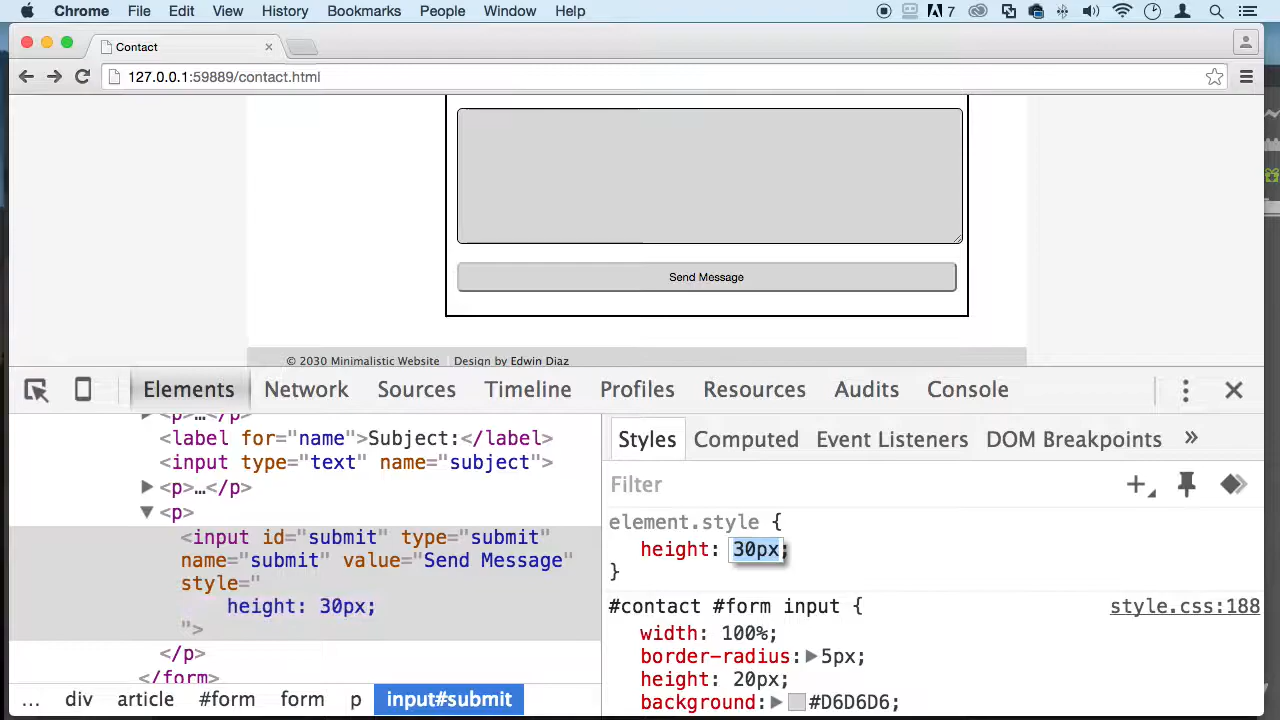 Chrome File Edit View History Bookmarks People Window Help 7
Contact
127.0.0.1:59889/contact.html
Send Message
© 2030 Minimalistic Website | Design by Edwin Diaz
Elements Network Sources Timeline Profiles Resources Audits Console
<p>…</p>
<label for="name">Subject:</label>
<input type="text" name="subject">
<p>…</p>
<p>
<input id="submit" type="submit"
name="submit" value="Send Message"
style="
height: 30px;
">
</p>
</form>
... div article #form form p input#submit
Styles Computed Event Listeners DOM Breakpoints »
Filter
element.style {
height: 30px;
}
#contact #form input { style.css:188
width: 100%;
border-radius: 5px;
height: 20px;
background: #D6D6D6;